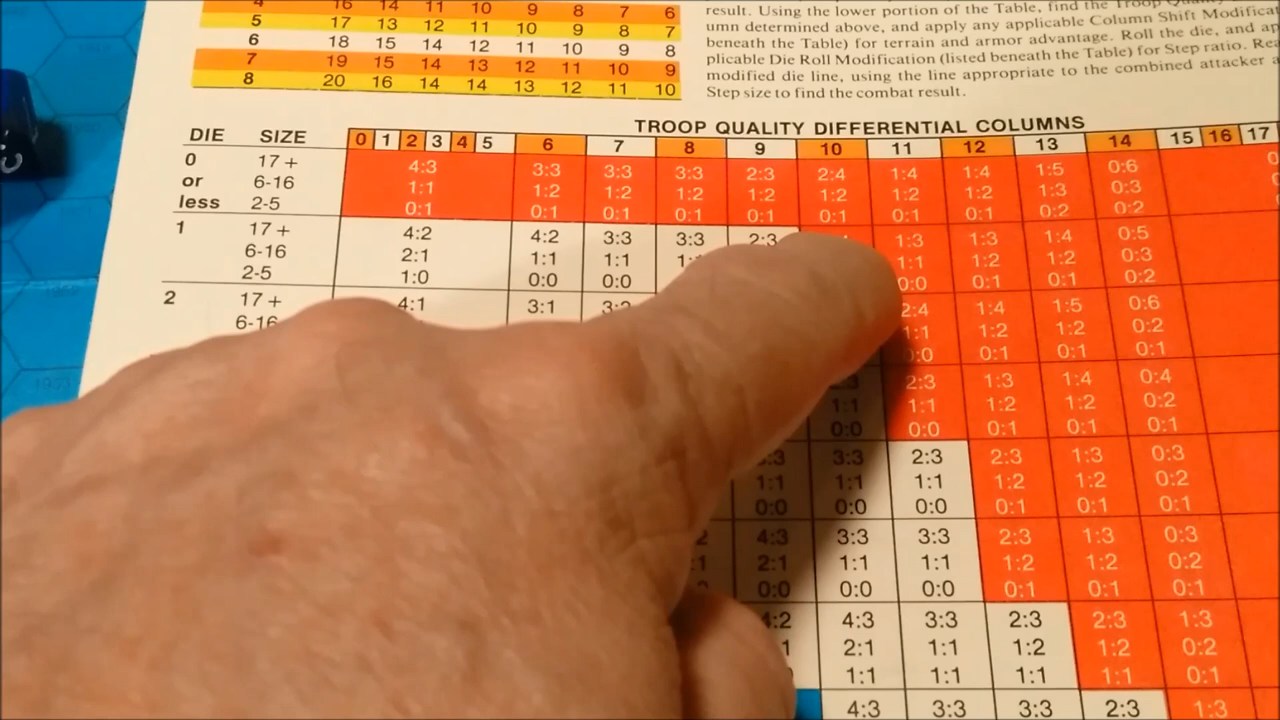 4 16 14 11 10 9 8 7 6
5 17 13 12 11 10 9 8 7
6 18 15 14 12 11 10 9 8
7 19 15 14 13 12 11 10 9
8 20 16 14 14 13 12 11 10
result. Using the lower portion of the Table, find the Troop
umn determined above, and apply any applicable Column Shift
beneath the Table) for terrain and armor advantage. Roll the die, and
plicable Die Roll Modification (listed beneath the Table) for Step ratio.
modified die line, using the line appropriate to the combined attacker
Step size to find the combat result.
TROOP QUALITY DIFFERENTIAL COLUMNS
DIE SIZE 0 1 2 3 4 5 6 7 8 9 10 11 12 13 14 15 16 17
0 17 + 4:3 3:3 3:3 3:3 2:3 2:4 1:4 1:4 1:5 0:6
or 6-16 1:1 1:2 1:2 1:2 1:2 1:2 1:2 1:2 1:3 0:3
less 2-5 0:1 0:1 0:1 0:1 0:1 0:1 0:1 0:1 0:2 0:2
1 17 + 4:2 4:2 3:3 3:3 2:3 1:3 1:3 1:4 0:5
6-16 2:1 1:1 1:1 1:1 1:2 1:2 0:3
2-5 1:0 0:0 0:0 0:0 0:1 0:1 0:2
2 17 + 4:1 3:1 2:4 1:4 1:5 0:6
6-16 1:1 1:2 1:2 0:2
0:0 0:1 0:1 0:1
2:3 1:3 1:4 0:4
1:1 1:1 1:2 1:2 0:2
0:0 0:0 0:1 0:1 0:1
3:3 2:3 2:3 1:3 0:3
1:1 1:1 1:1 1:2 1:2 0:2
0:0 0:0 0:0 0:1 0:1 0:1
4:3 3:3 3:3 2:3 1:3 0:3
2:1 1:1 1:1 1:2 1:2 0:2
0:0 0:0 0:0 0:1 0:1 0:1
4:3 3:3 2:3 2:3 1:3
2:1 1:1 1:2 1:2 0:2
1:1 1:1 1:1 1:1 0:1
4:3 3:3 3:3 2:3 1:3